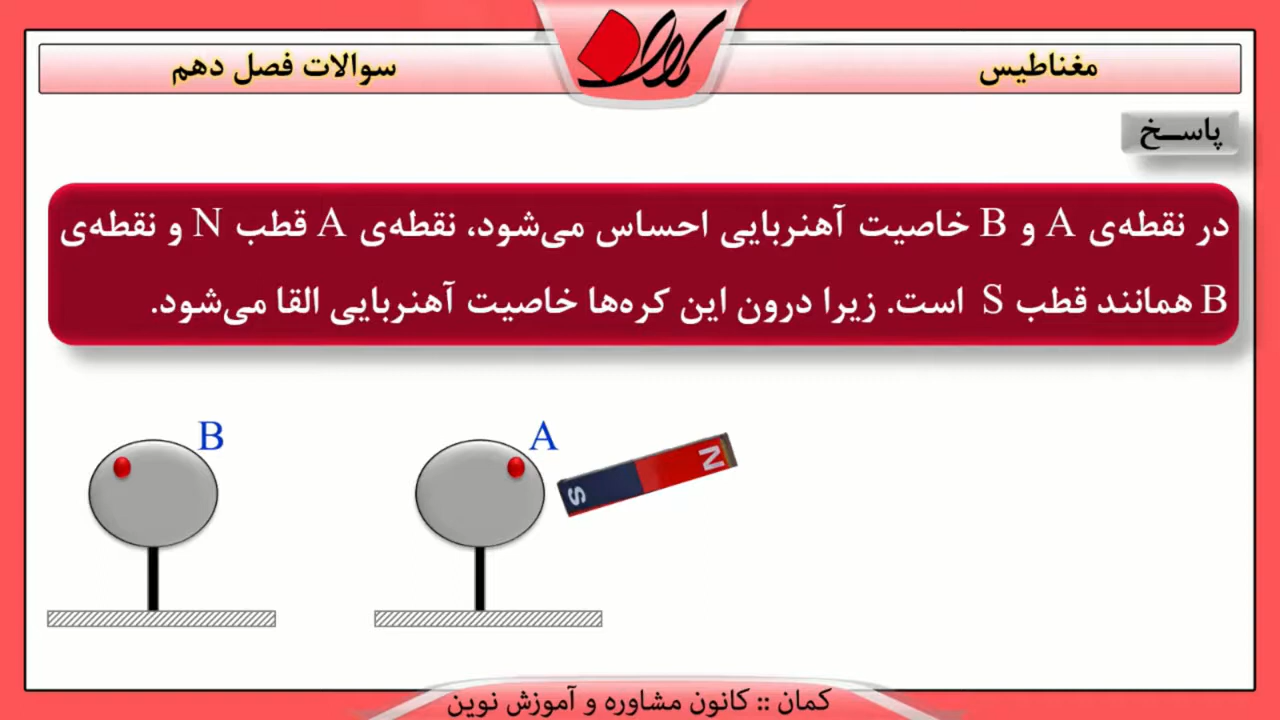 مغناطیس
سوالات فصل دهم
کمان
پاسـخ
در نقطه‌ی A و B خاصیت آهنربایی احساس می‌شود، نقطه‌ی A قطب N و نقطه‌ی
B همانند قطب S است. زیرا درون این کره‌ها خاصیت آهنربایی القا می‌شود.
B
A
N
S
کمان :: کانون مشاوره و آموزش نوین